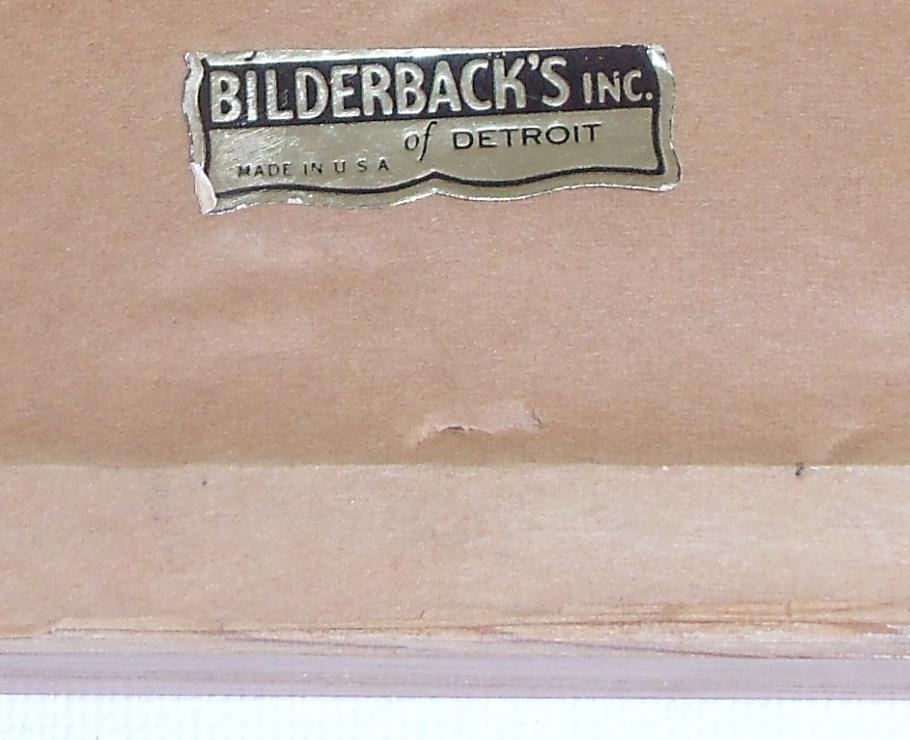 BILDERBACK'S INC.
of DETROIT
MADE IN U S A